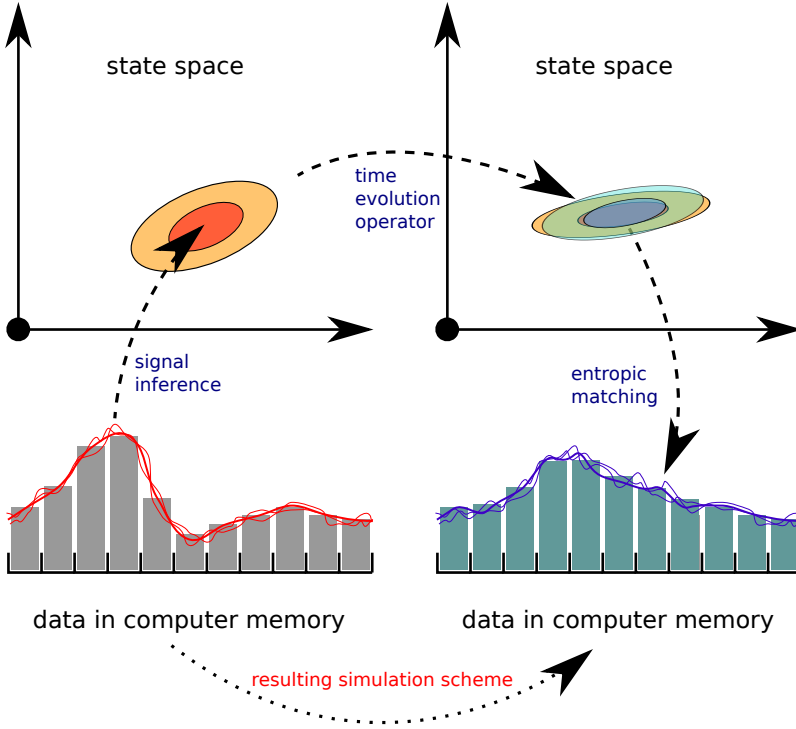 state space
state space
time
evolution
operator
signal
inference
entropic
matching
data in computer memory
data in computer memory
resulting simulation scheme